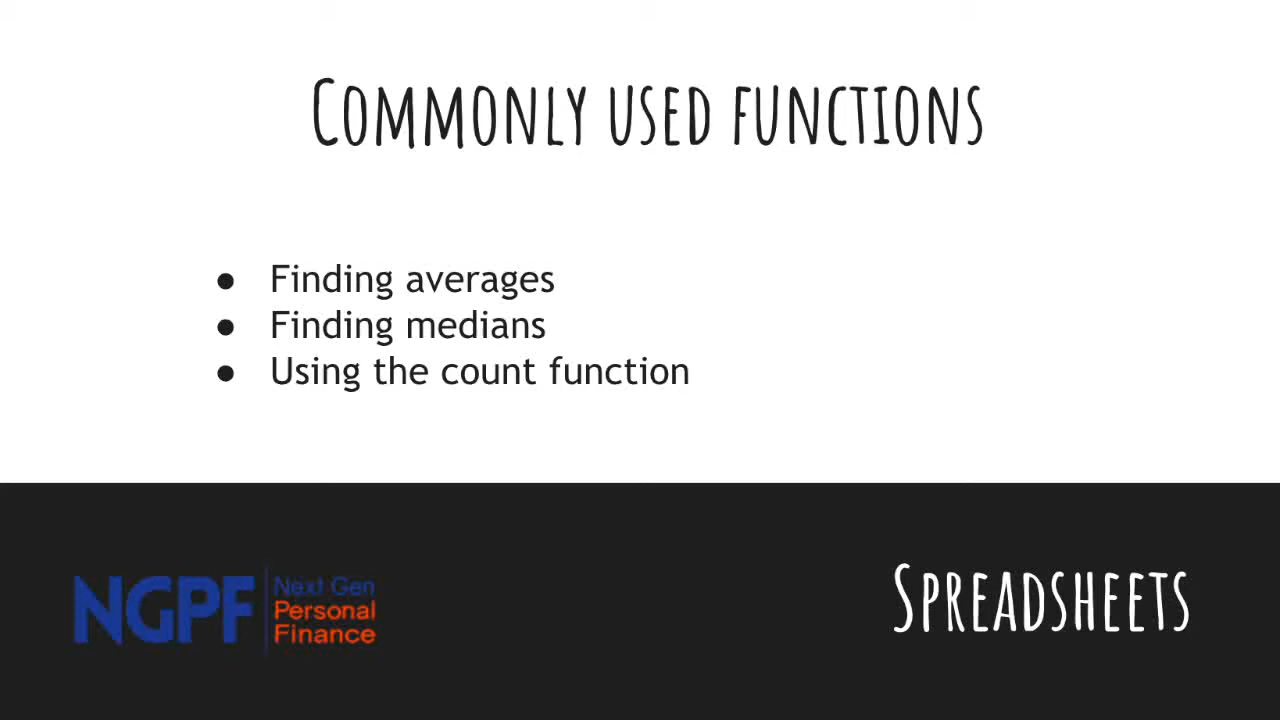 Commonly used functions
● Finding averages
● Finding medians
● Using the count function
NGPF
Next Gen
Personal
Finance
Spreadsheets